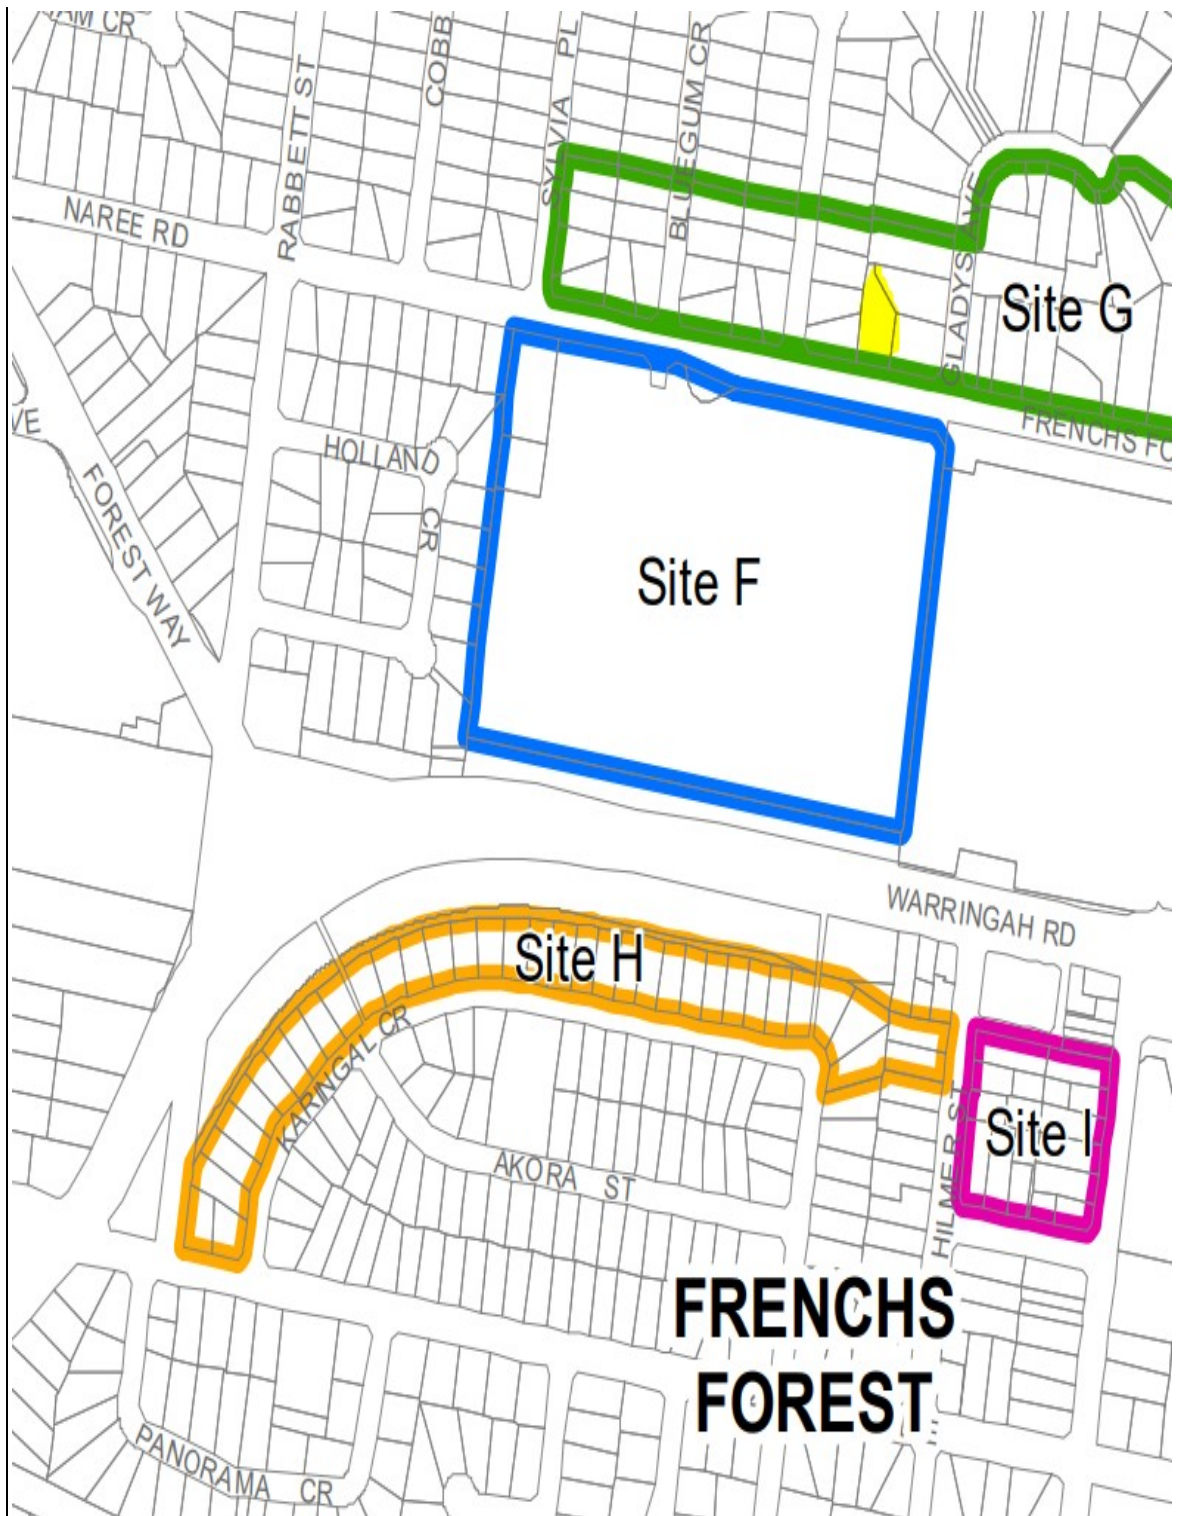 RABBETT ST
COBB
SYLVIA PL
BLUEGUM CR
NAREE RD
GLADYS AVE
Site G
FRENCHS FO
HOLLAND
CR
FOREST WAY
VE
Site F
WARRINGAH RD
Site H
KARINGAL CR
AKORA ST
HILMER ST
Site I
FRENCHS
FOREST
PANORAMA CR